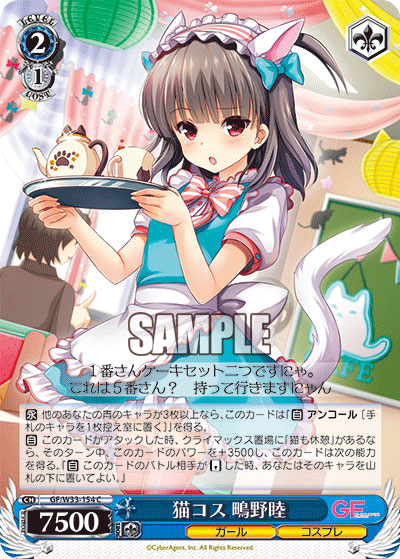 LEVEL
2
1
COST
CAFE
SAMPLE
1番さんケーキセット二つですにゃ。
これは5番さん? 持って行きますにゃん
永 他のあなたの青のキャラが3枚以上なら、このカードは『自 アンコール [手
札のキャラを1枚控え室に置く]』を得る。
自 このカードがアタックした時、クライマックス置場に「猫も休憩」があるな
ら、そのターン中、このカードのパワーを+3500し、このカードは次の能力
を得る。『自 このカードのバトル相手が【リバース】した時、あなたはそのキャラを山
札の下に置いてよい。』
CH GF/W33-154 C
7500
猫コス 鴫野睦
GF
ガール
コスプレ
©CyberAgent, Inc. All Rights Reserved.